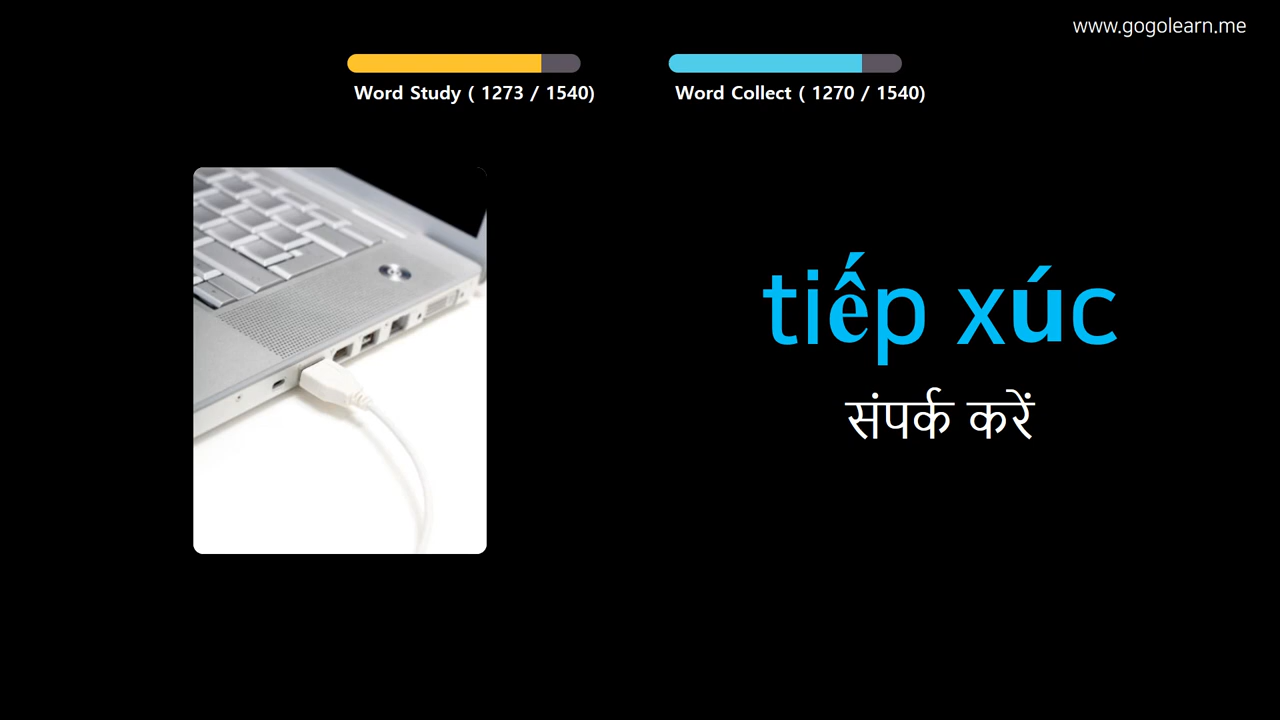 www.gogolearn.me
Word Study ( 1273 / 1540)
Word Collect ( 1270 / 1540)
tiếp xúc
संपर्क करें